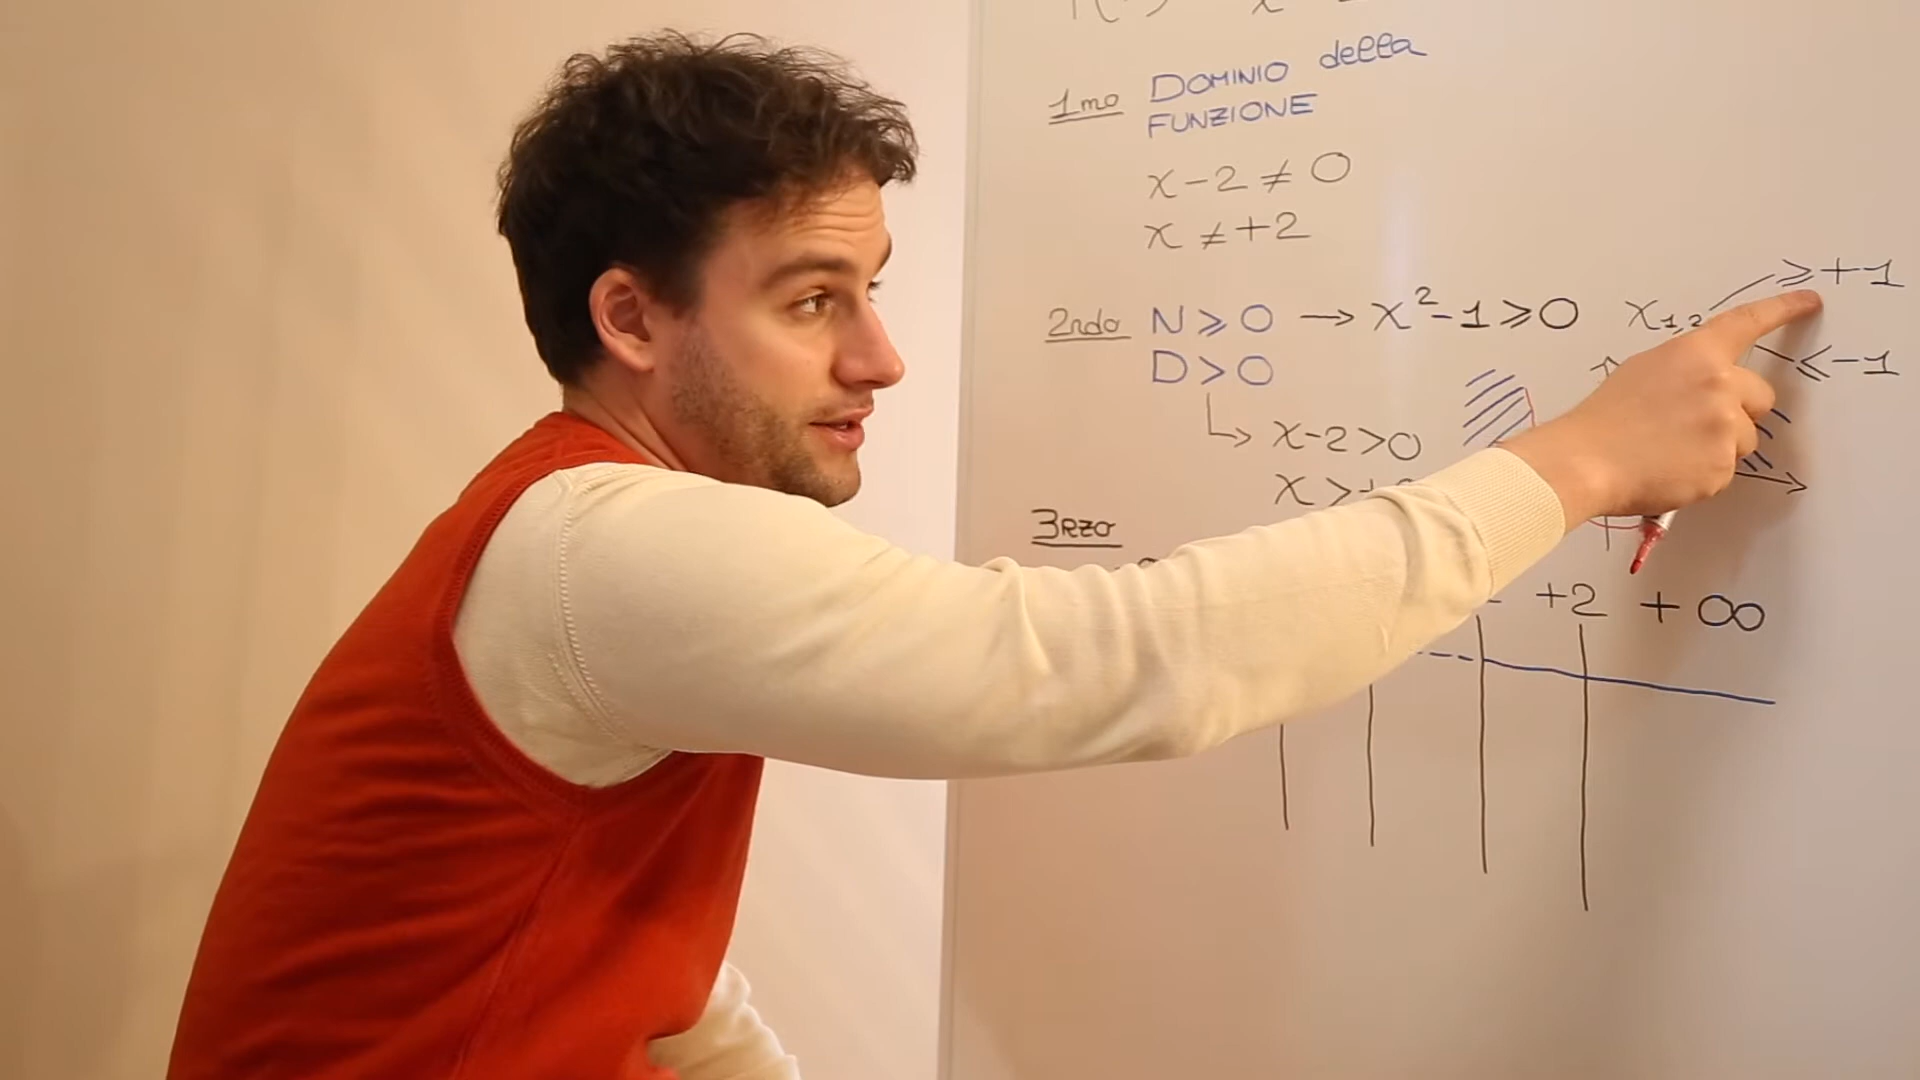 1mo DOMINIO della
FUNZIONE
x-2≠0
x≠+2
2ndo N⩾0 → x²-1⩾0 x₁,₂ ⩾+1
D>0 ⩽-1
x-2>0
x>+
3rzo
+2 +∞